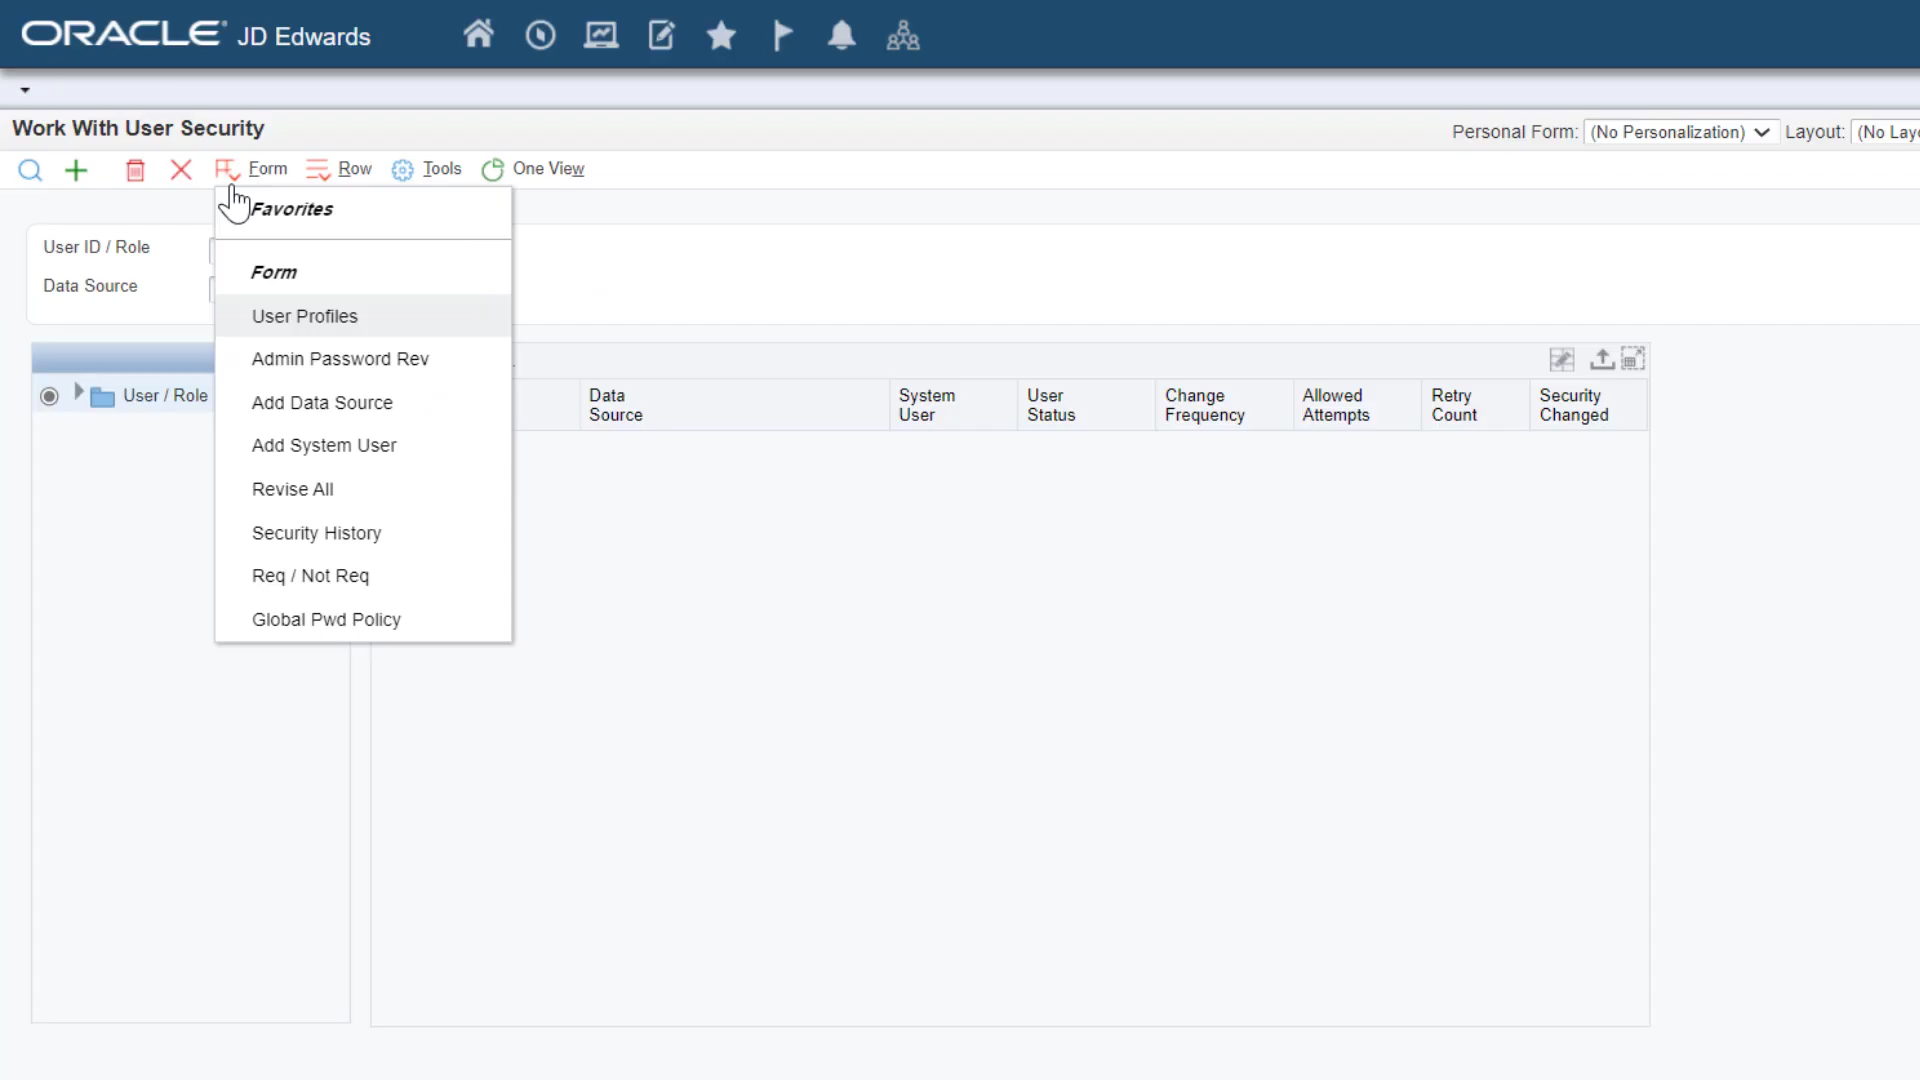 ORACLE JD Edwards
Work With User Security
Personal Form: (No Personalization) Layout: (No Layo
Form Row Tools One View
Favorites
User ID / Role
Data Source
Form
User Profiles
Admin Password Rev
Add Data Source
Add System User
Revise All
Security History
Req / Not Req
Global Pwd Policy
User / Role
Data Source
System User
User Status
Change Frequency
Allowed Attempts
Retry Count
Security Changed